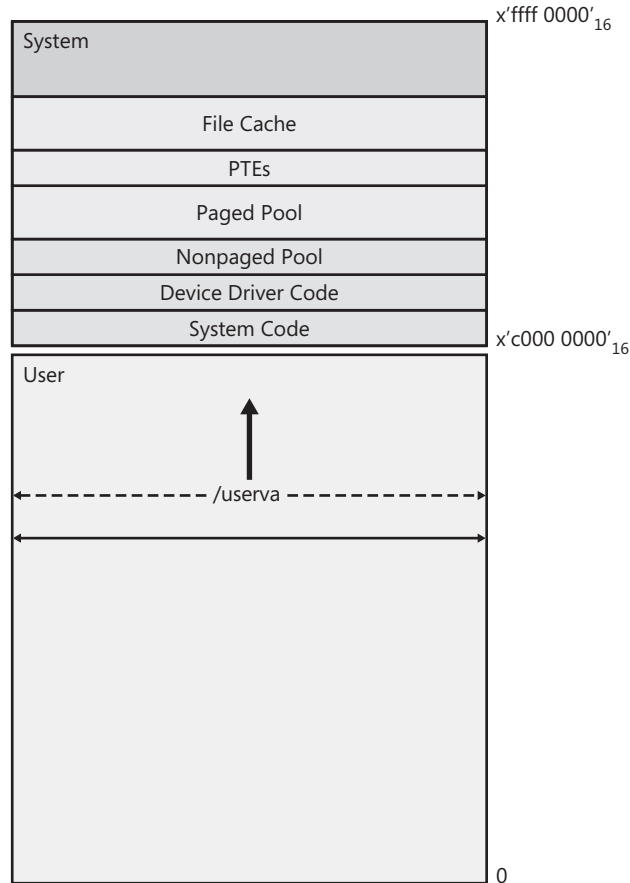 x'ffff 0000'16
System
File Cache
PTEs
Paged Pool
Nonpaged Pool
Device Driver Code
System Code
x'c000 0000'16
User
/userva
0